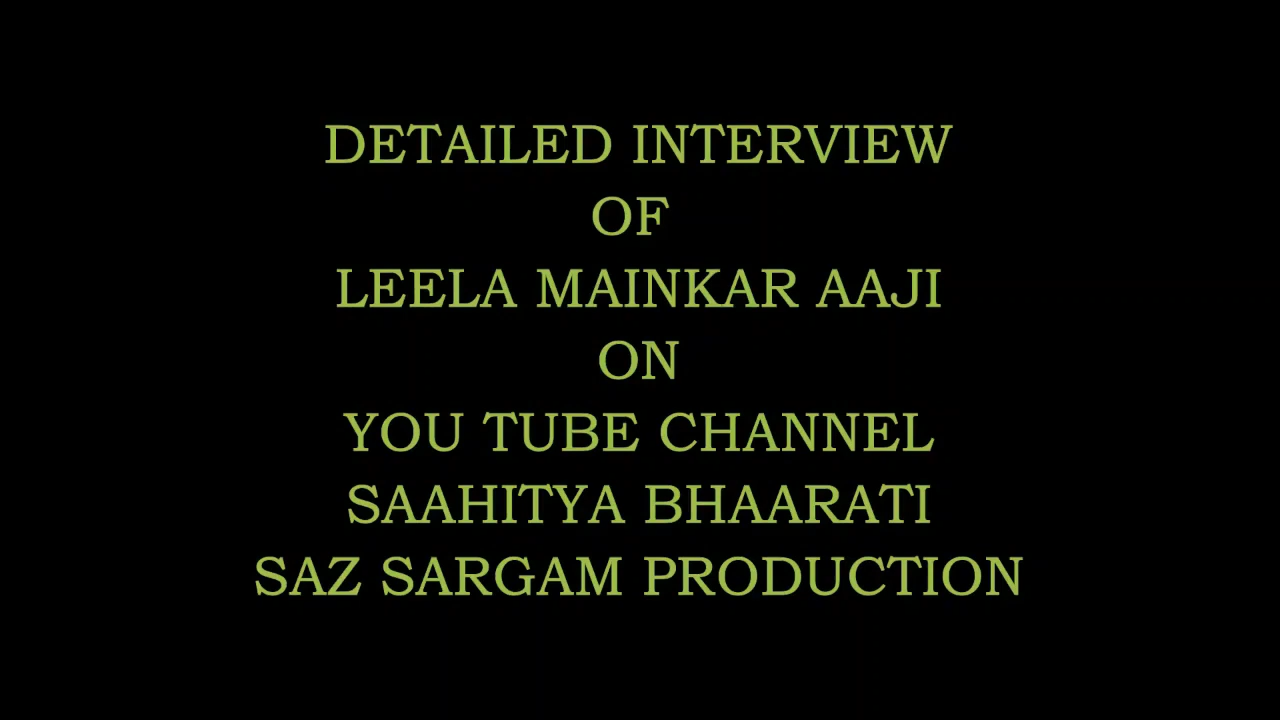 DETAILED INTERVIEW
OF
LEELA MAINKAR AAJI
ON
YOU TUBE CHANNEL
SAAHITYA BHAARATI
SAZ SARGAM PRODUCTION